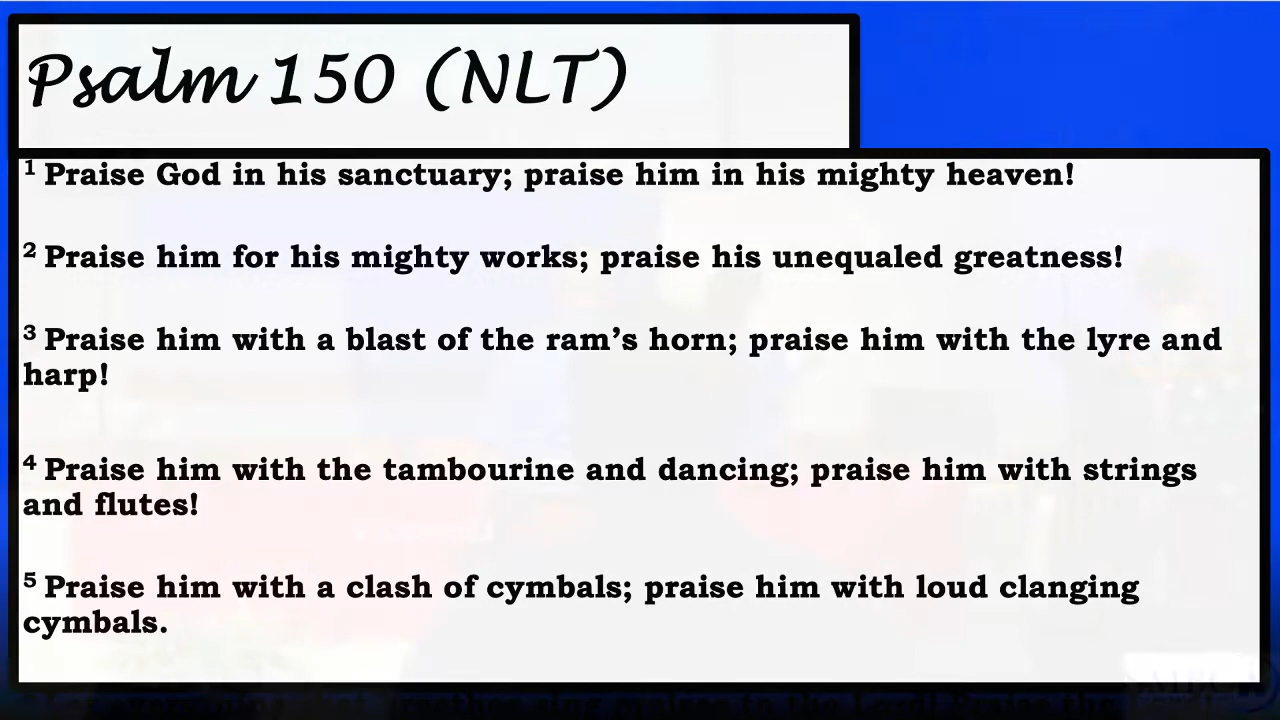 Psalm 150 (NLT)
1 Praise God in his sanctuary; praise him in his mighty heaven!
2 Praise him for his mighty works; praise his unequaled greatness!
3 Praise him with a blast of the ram’s horn; praise him with the lyre and
harp!
4 Praise him with the tambourine and dancing; praise him with strings
and flutes!
5 Praise him with a clash of cymbals; praise him with loud clanging
cymbals.